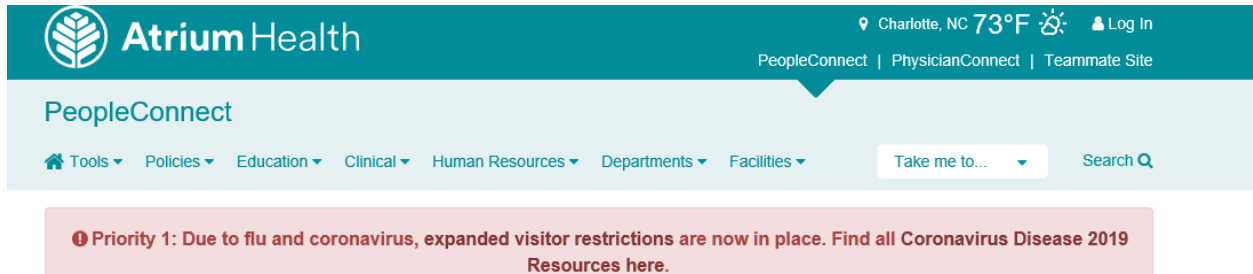 Atrium Health
Charlotte, NC 73°F Log In
PeopleConnect | PhysicianConnect | Teammate Site
PeopleConnect
Tools Policies Education Clinical Human Resources Departments Facilities Take me to... Search
Priority 1: Due to flu and coronavirus, expanded visitor restrictions are now in place. Find all Coronavirus Disease 2019
Resources here.